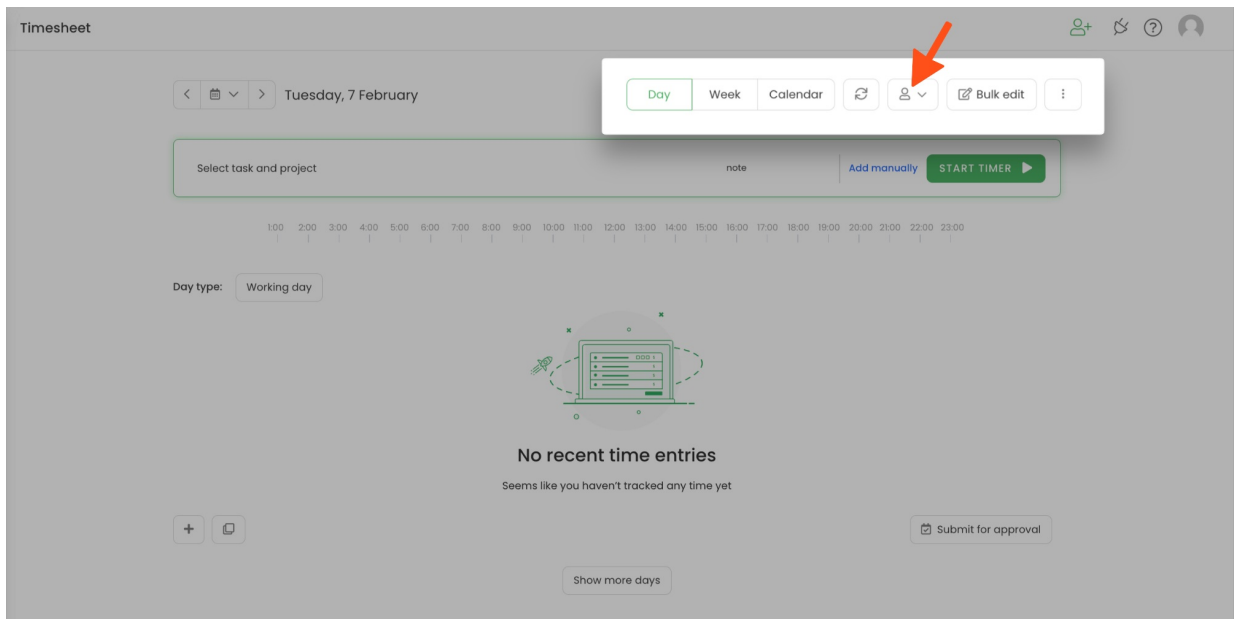 Timesheet
Tuesday, 7 February
Day Week Calendar Bulk edit
Select task and project note Add manually START TIMER
1:00 2:00 3:00 4:00 5:00 6:00 7:00 8:00 9:00 10:00 11:00 12:00 13:00 14:00 15:00 16:00 17:00 18:00 19:00 20:00 21:00 22:00 23:00
Day type: Working day
No recent time entries
Seems like you haven't tracked any time yet
Submit for approval
Show more days